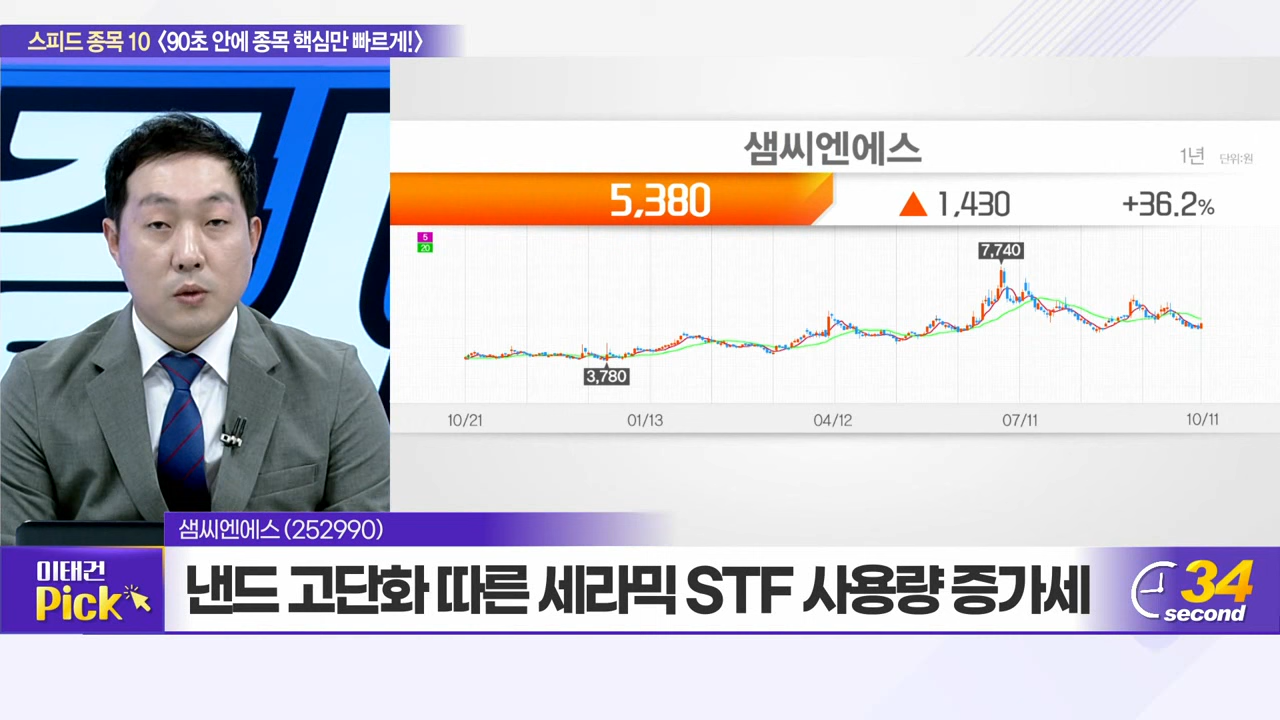 스피드 종목 10 <90초 안에 종목 핵심만 빠르게!>
샘씨엔에스
1년 단위:원
5,380 ▲ 1,430 +36.2%
5
20
7,740
3,780
10/21 01/13 04/12 07/11 10/11
샘씨엔에스 (252990)
이태건
Pick
낸드 고단화 따른 세라믹 STF 사용량 증가세
34
second